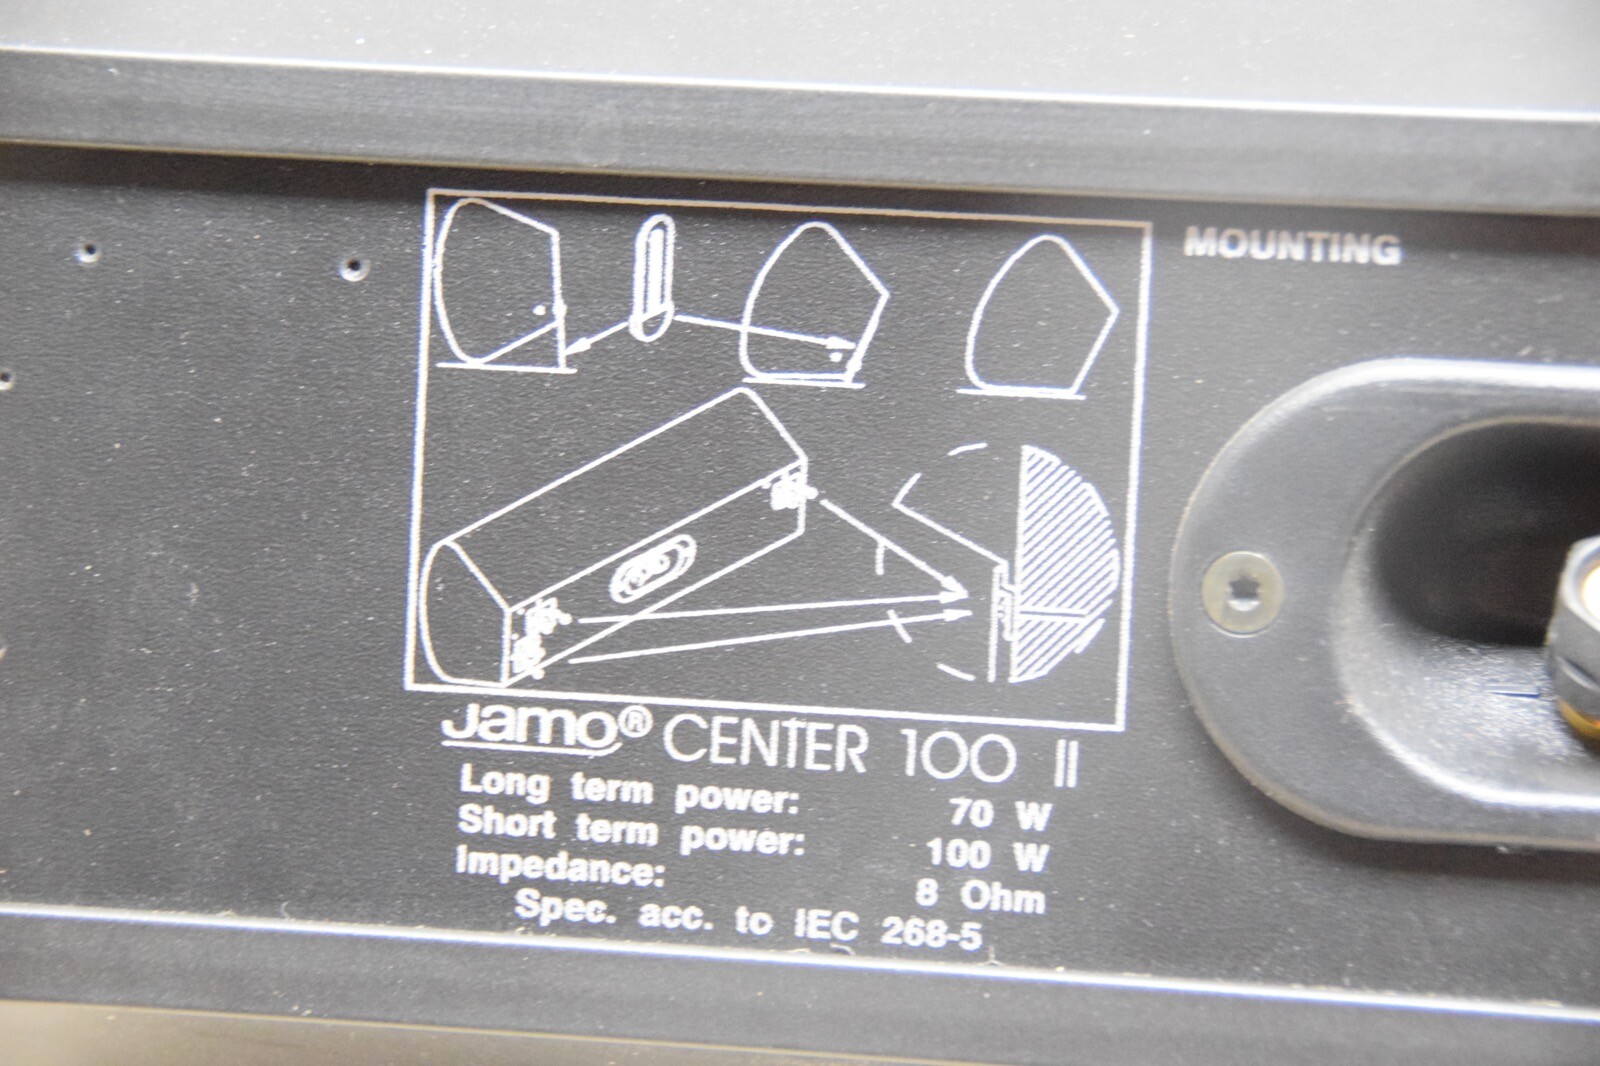 MOUNTING
Jamo® CENTER 100 II
Long term power: 70 W
Short term power: 100 W
Impedance: 8 Ohm
Spec. acc. to IEC 268-5